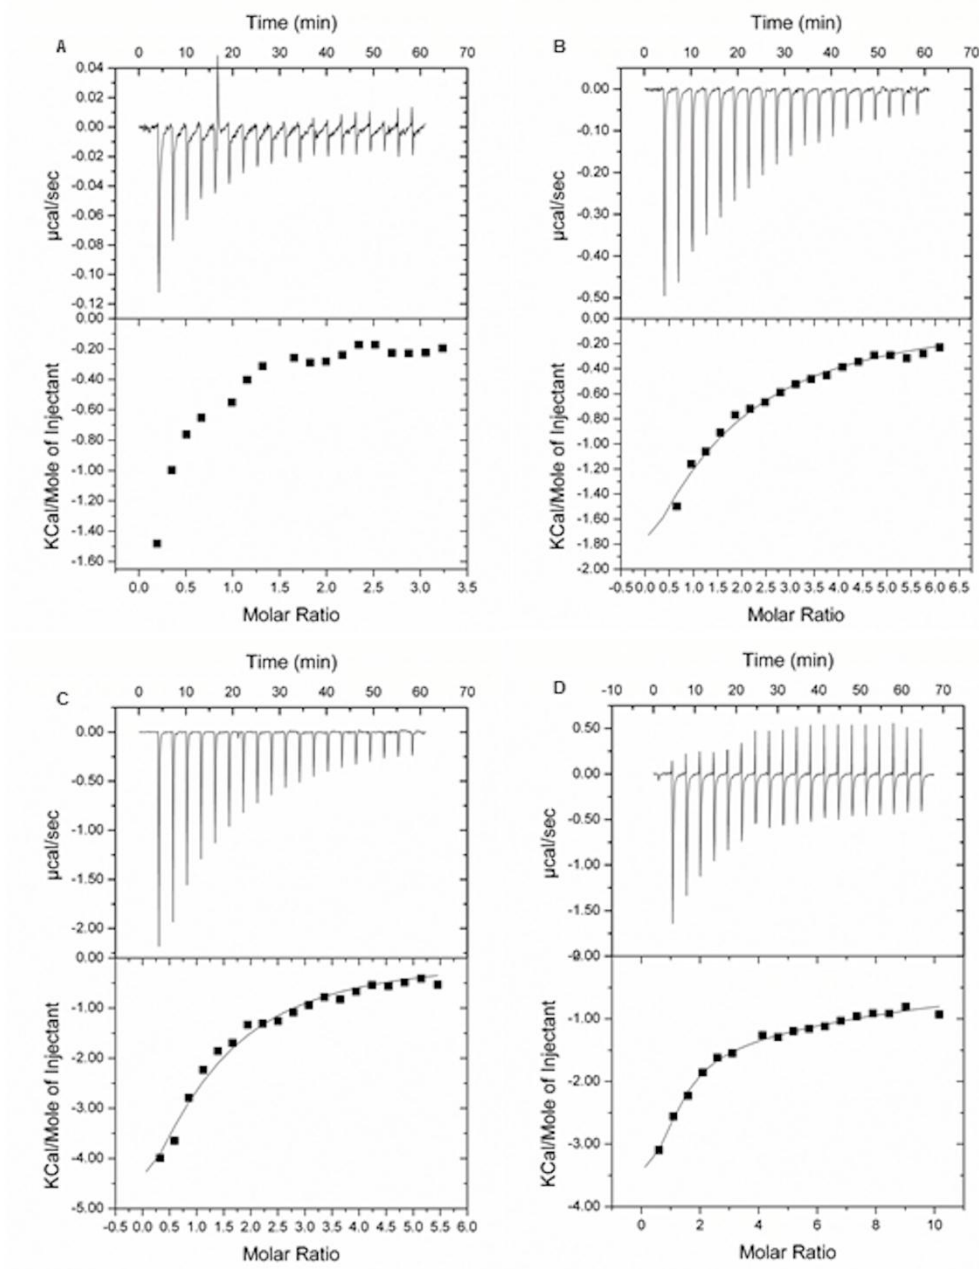 Time (min)
A
0 10 20 30 40 50 60 70
0.04
0.02
0.00
-0.02
-0.04
-0.06
-0.08
-0.10
-0.12
µcal/sec
0.00
-0.20
-0.40
-0.60
-0.80
-1.00
-1.20
-1.40
-1.60
KCal/Mole of Injectant
0.0 0.5 1.0 1.5 2.0 2.5 3.0 3.5
Molar Ratio
Time (min)
B
0 10 20 30 40 50 60 70
0.00
-0.10
-0.20
-0.30
-0.40
-0.50
µcal/sec
0.00
-0.20
-0.40
-0.60
-0.80
-1.00
-1.20
-1.40
-1.60
-1.80
-2.00
KCal/Mole of Injectant
-0.5 0.0 0.5 1.0 1.5 2.0 2.5 3.0 3.5 4.0 4.5 5.0 5.5 6.0 6.5
Molar Ratio
Time (min)
C
0 10 20 30 40 50 60 70
0.00
-0.50
-1.00
-1.50
-2.00
µcal/sec
0.00
-1.00
-2.00
-3.00
-4.00
-5.00
KCal/Mole of Injectant
-0.5 0.0 0.5 1.0 1.5 2.0 2.5 3.0 3.5 4.0 4.5 5.0 5.5 6.0
Molar Ratio
Time (min)
D
-10 0 10 20 30 40 50 60 70
0.50
0.00
-0.50
-1.00
-1.50
µcal/sec
-1.00
-2.00
-3.00
-4.00
KCal/Mole of Injectant
0 2 4 6 8 10
Molar Ratio